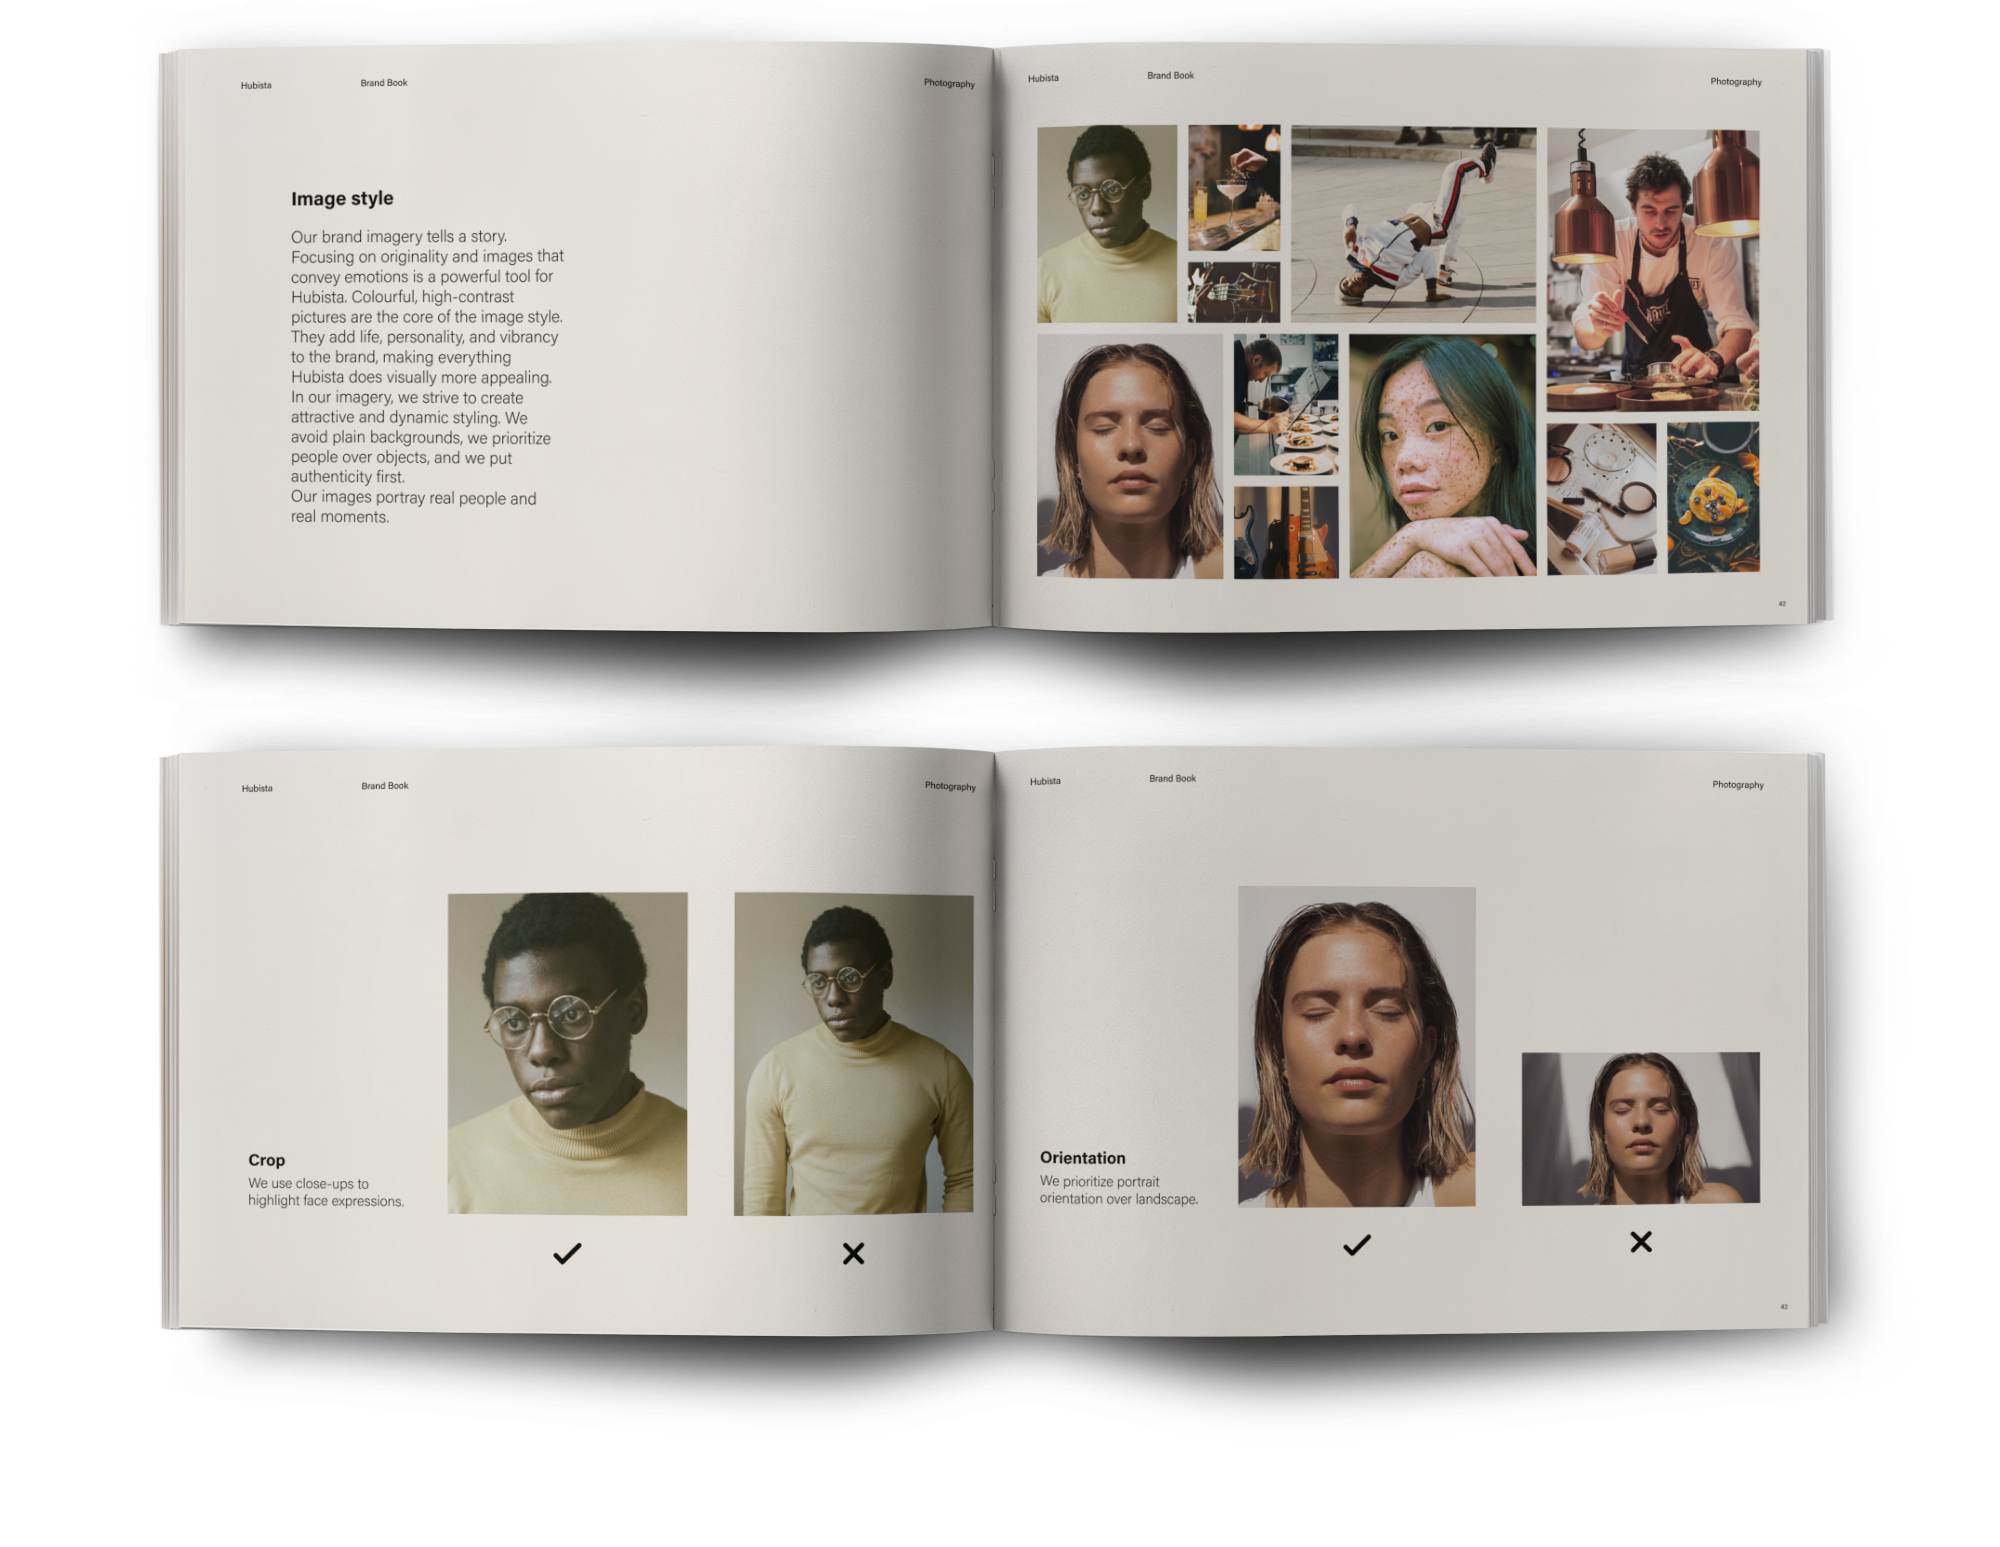 Hubista
Brand Book
Photography
Image style
Our brand imagery tells a story.
Focusing on originality and images that
convey emotions is a powerful tool for
Hubista. Colourful, high-contrast
pictures are the core of the image style.
They add life, personality, and vibrancy
to the brand, making everything
Hubista does visually more appealing.
In our imagery, we strive to create
attractive and dynamic styling. We
avoid plain backgrounds, we prioritize
people over objects, and we put
authenticity first.
Our images portray real people and
real moments.
Hubista
Brand Book
Photography
42
Hubista
Brand Book
Photography
Crop
We use close-ups to
highlight face expressions.
Hubista
Brand Book
Photography
Orientation
We prioritize portrait
orientation over landscape.
42